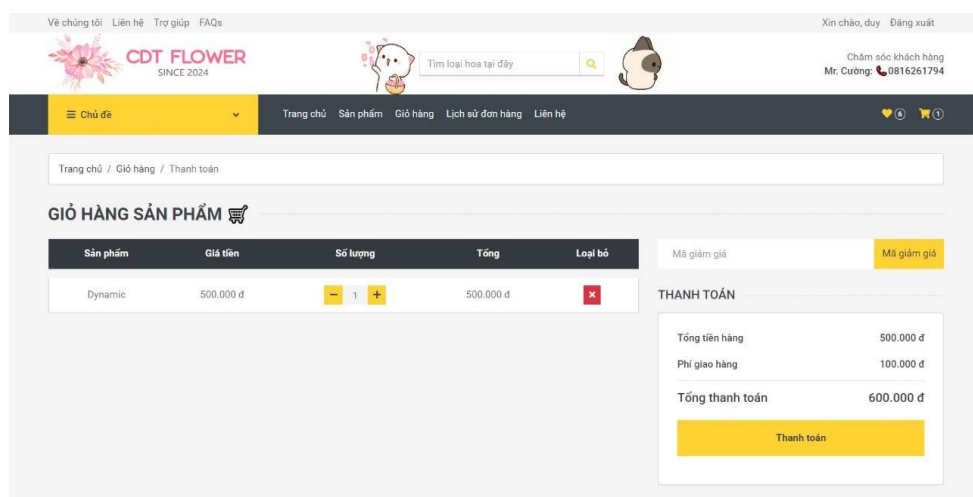 Về chúng tôi Liên hệ Trợ giúp FAQs Xin chào, duy Đăng xuất
CDT FLOWER
SINCE 2024
Tìm loại hoa tại đây
Chăm sóc khách hàng
Mr. Cường: 0816261794
Chủ đề Trang chủ Sản phẩm Giỏ hàng Lịch sử đơn hàng Liên hệ 6 1
Trang chủ / Giỏ hàng / Thanh toán
GIỎ HÀNG SẢN PHẨM
Sản phẩm Giá tiền Số lượng Tổng Loại bỏ
Dynamic 500.000 đ 1 500.000 đ
Mã giảm giá Mã giảm giá
THANH TOÁN
Tổng tiền hàng 500.000 đ
Phí giao hàng 100.000 đ
Tổng thanh toán 600.000 đ
Thanh toán